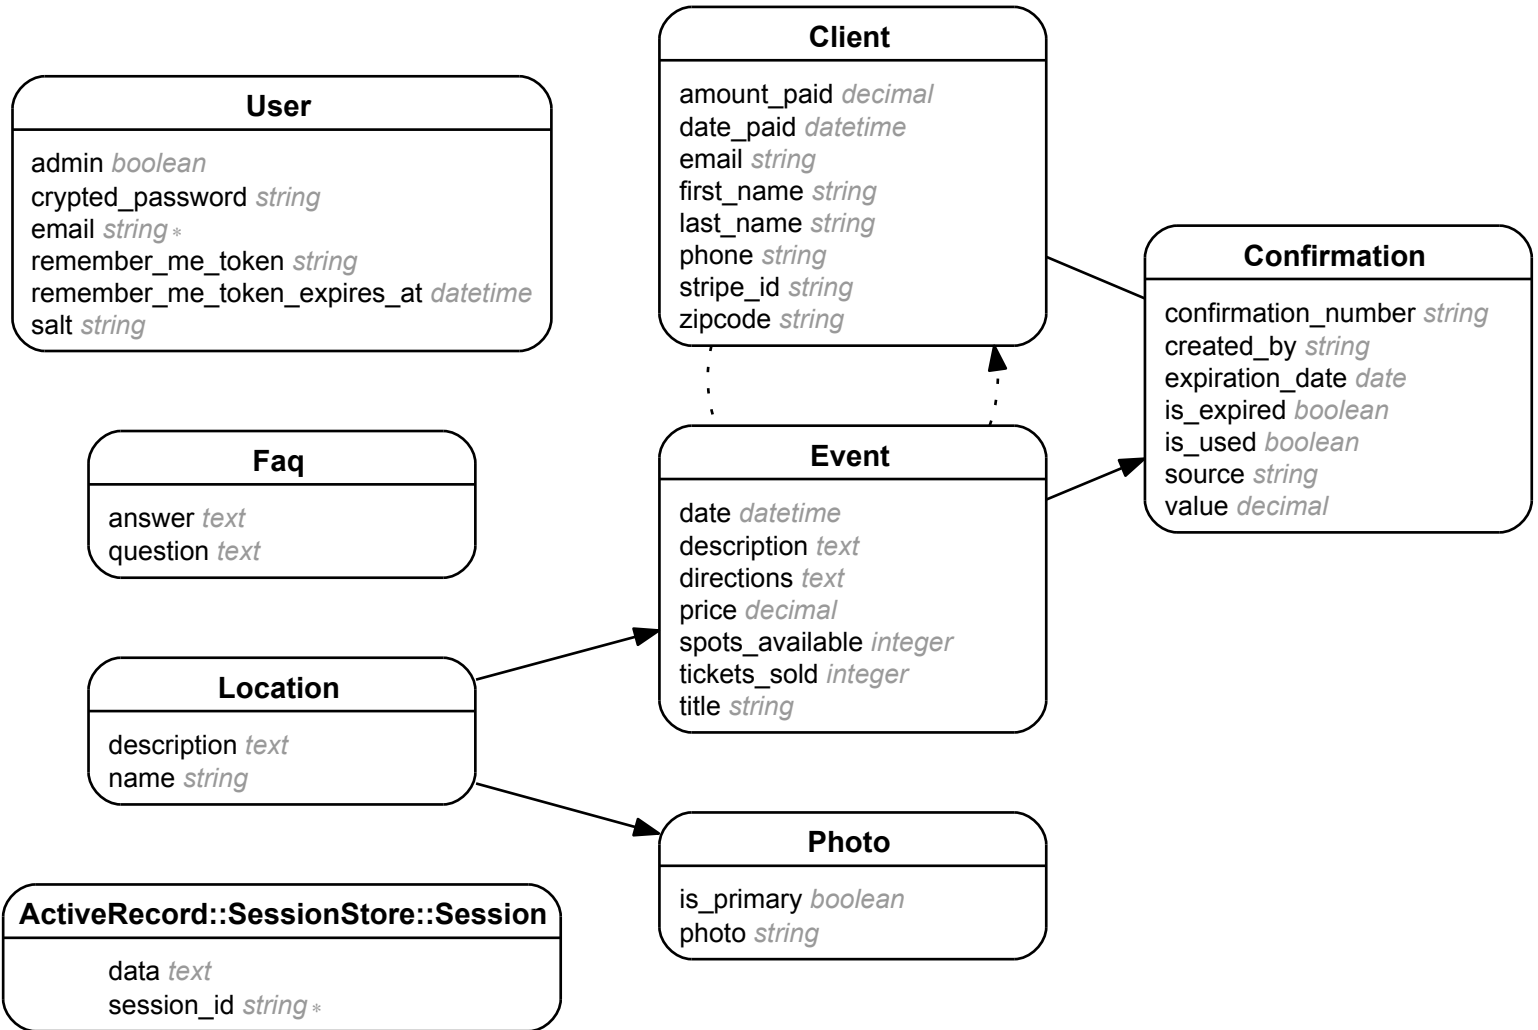 User
admin boolean
crypted_password string
email string *
remember_me_token string
remember_me_token_expires_at datetime
salt string
Client
amount_paid decimal
date_paid datetime
email string
first_name string
last_name string
phone string
stripe_id string
zipcode string
Confirmation
confirmation_number string
created_by string
expiration_date date
is_expired boolean
is_used boolean
source string
value decimal
Faq
answer text
question text
Event
date datetime
description text
directions text
price decimal
spots_available integer
tickets_sold integer
title string
Location
description text
name string
Photo
is_primary boolean
photo string
ActiveRecord::SessionStore::Session
data text
session_id string *